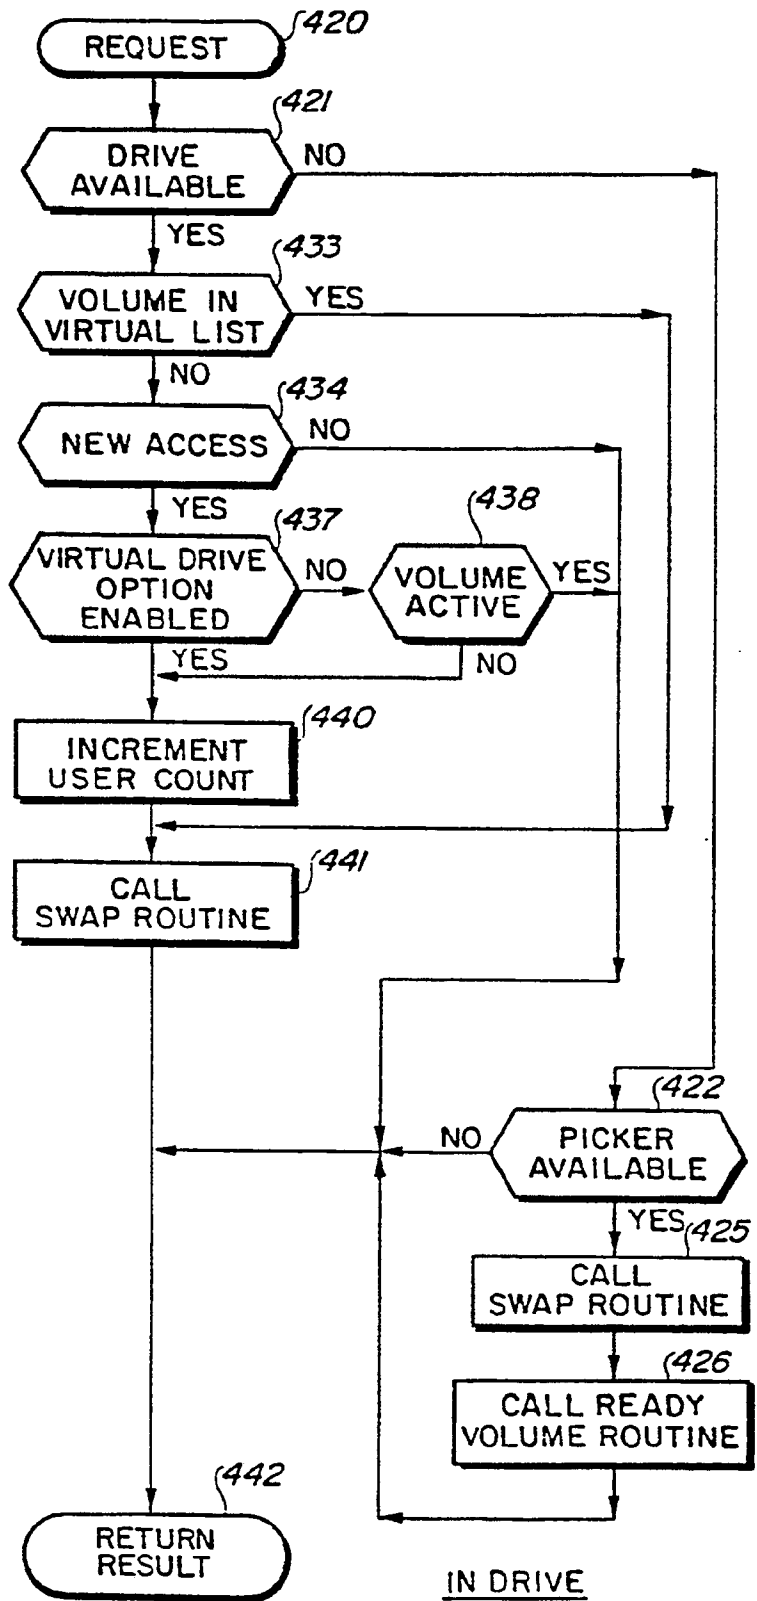 REQUEST
420
421
DRIVE
AVAILABLE
NO
YES
433
VOLUME IN
VIRTUAL LIST
YES
NO
434
NEW ACCESS
NO
YES
437
438
VIRTUAL DRIVE
OPTION
ENABLED
NO
VOLUME
ACTIVE
YES
YES
NO
440
INCREMENT
USER COUNT
441
CALL
SWAP ROUTINE
422
NO
PICKER
AVAILABLE
YES
425
CALL
SWAP ROUTINE
426
CALL READY
VOLUME ROUTINE
442
RETURN
RESULT
IN DRIVE